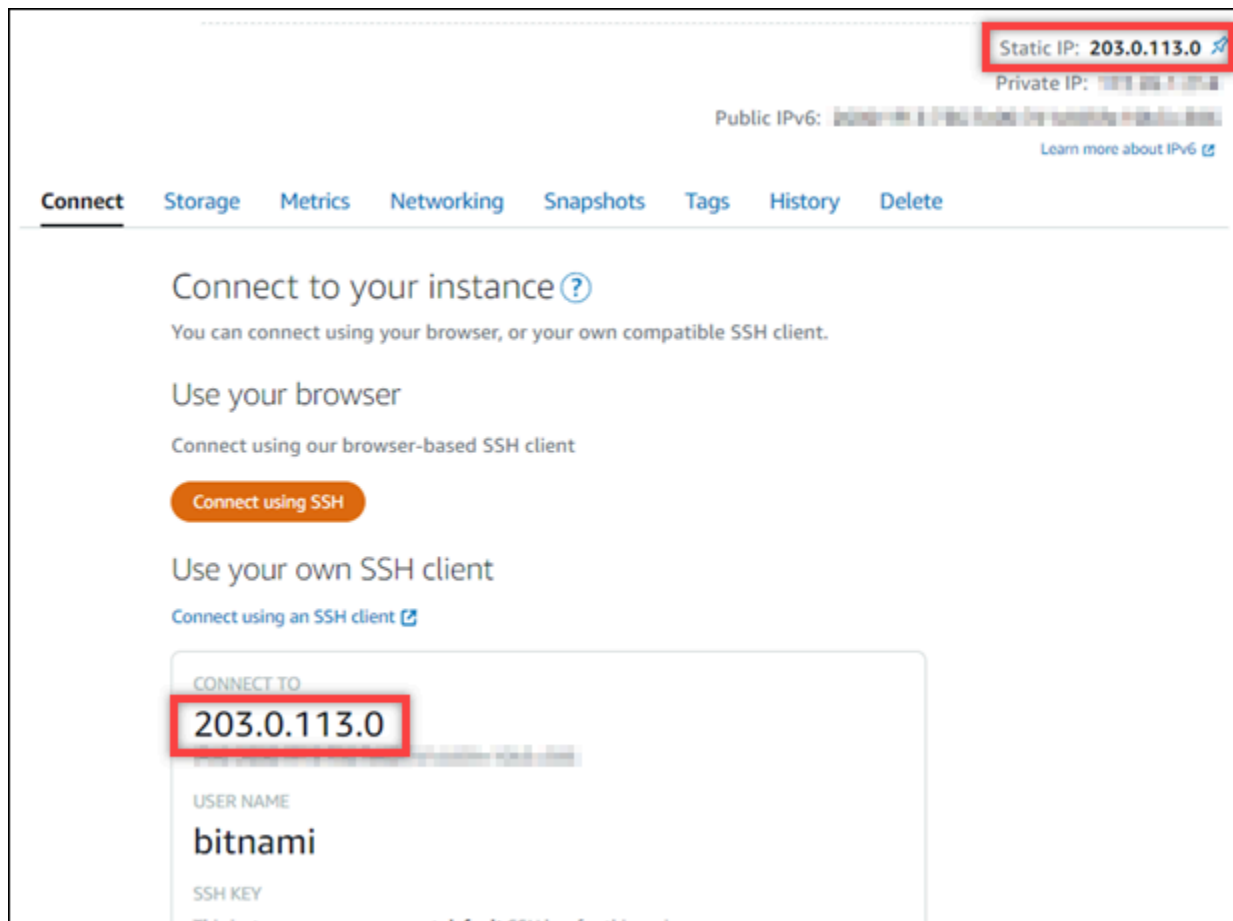 Static IP: 203.0.113.0
Private IP:
Public IPv6:
Learn more about IPv6
Connect Storage Metrics Networking Snapshots Tags History Delete
Connect to your instance ?
You can connect using your browser, or your own compatible SSH client.
Use your browser
Connect using our browser-based SSH client
Connect using SSH
Use your own SSH client
Connect using an SSH client
CONNECT TO
203.0.113.0
USER NAME
bitnami
SSH KEY